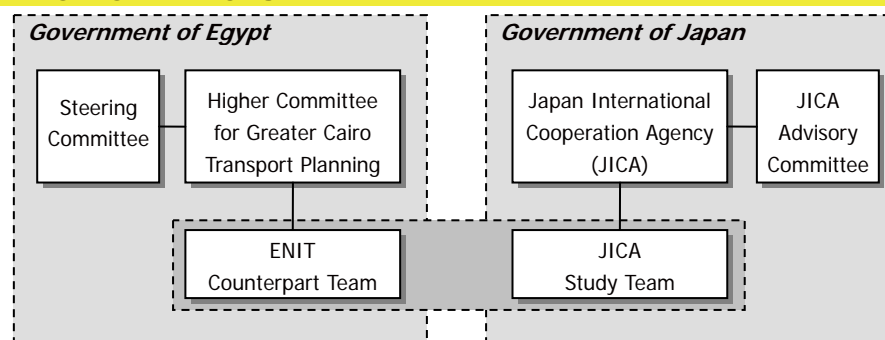 Government of Egypt
Steering
Committee
Higher Committee
for Greater Cairo
Transport Planning
ENIT
Counterpart Team
Government of Japan
Japan International
Cooperation Agency
(JICA)
JICA
Advisory
Committee
JICA
Study Team